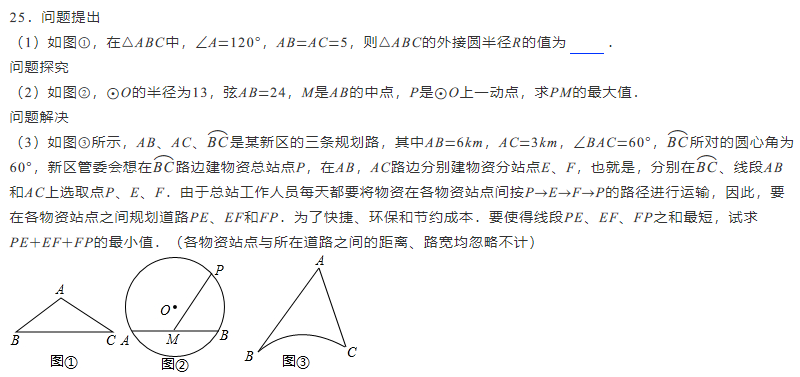 25．问题提出
（1）如图①，在△ABC中，∠A=120°，AB=AC=5，则△ABC的外接圆半径R的值为 ____ ．
问题探究
（2）如图②，⊙O的半径为13，弦AB=24，M是AB的中点，P是⊙O上一动点，求PM的最大值．
问题解决
（3）如图③所示，AB、AC、⌒BC是某新区的三条规划路，其中AB=6km，AC=3km，∠BAC=60°，⌒BC所对的圆心角为
60°，新区管委会想在⌒BC路边建物资总站点P，在AB，AC路边分别建物资分站点E、F，也就是，分别在⌒BC、线段AB
和AC上选取点P、E、F．由于总站工作人员每天都要将物资在各物资站点间按P→E→F→P的路径进行运输，因此，要
在各物资站点之间规划道路PE、EF和FP．为了快捷、环保和节约成本．要使得线段PE、EF、FP之和最短，试求
PE+EF+FP的最小值．（各物资站点与所在道路之间的距离、路宽均忽略不计）
A
B
C
图①
P
O
A
M
B
图②
A
B
C
图③